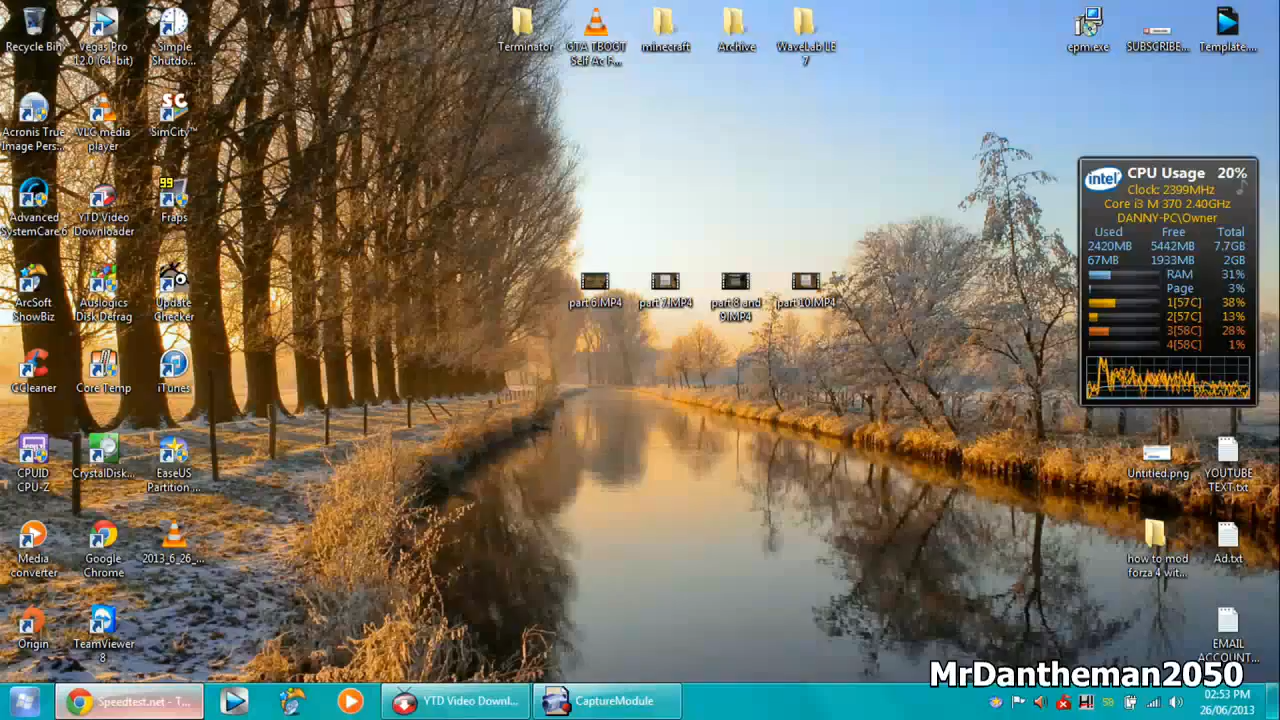 Recycle Bin
Vegas Pro
12.0 (64-bit)
Simple
Shutdo...
Terminator
GTA TBOGT
Self Ac F...
minecraft
Archive
WaveLab LE
7
epm.exe
SUBSCRIBE...
Template....
Acronis True
Image Pers...
VLC media
player
SC
SimCity™
Advanced
SystemCare 6
YTD Video
Downloader
99
Fraps
ArcSoft
ShowBiz
Auslogics
Disk Defrag
Update
Checker
part 6.MP4
part 7.MP4
part 8 and
9.MP4
part 10.MP4
intel
CPU Usage 20%
Clock: 2399MHz
Core i3 M 370 2.40GHz
DANNY-PC\Owner
Used Free Total
2420MB 5442MB 7.7GB
67MB 1933MB 2GB
RAM 31%
Page 3%
1[57C] 38%
2[57C] 13%
3[58C] 28%
4[58C] 1%
CCleaner
Core Temp
iTunes
CPUID
CPU-Z
CrystalDisk...
EaseUS
Partition ...
Untitled.png
YOUTUBE
TEXT.txt
Media
converter
Google
Chrome
2013_6_26_...
how to mod
forza 4 wit...
Ad.txt
Origin
TeamViewer
8
EMAIL
ACCOUNT...
MrDantheman2050
Speedtest.net - T...
YTD Video Downl...
CaptureModule
58
02:53 PM
26/06/2013